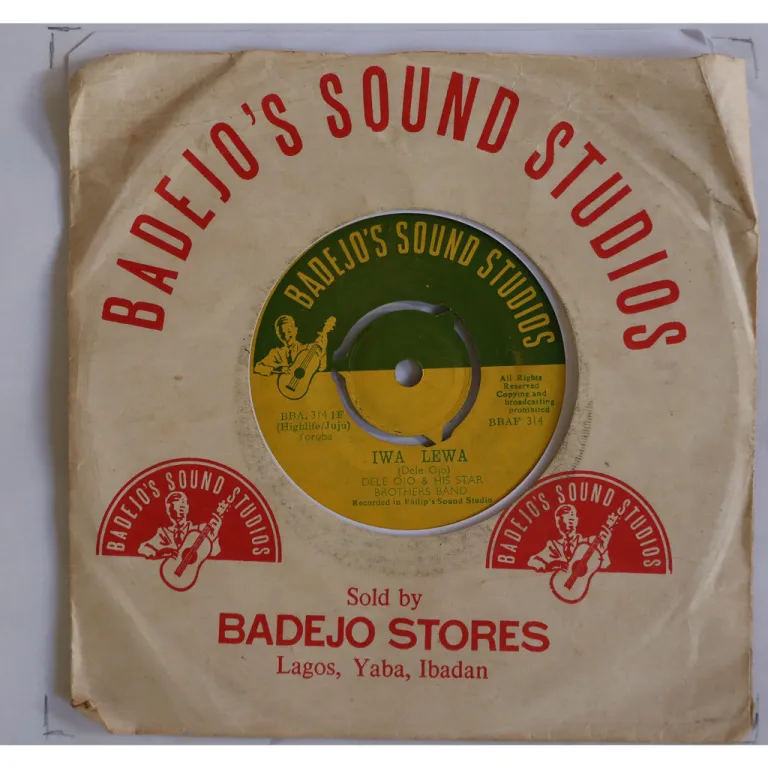 BADEJO'S SOUND STUDIOS
BADEJO'S SOUND STUDIOS
All Rights
Reserved
Copying and
broadcasting
prohibited
BBAF 314
BBA. 314 1F
(Highlife/Juju)
Yoruba
IWA LEWA
(Dele Ojo)
DELE OJO & HIS STAR
BROTHERS BAND
Recorded in Philip's Sound Studio
BADEJO'S SOUND STUDIOS
BADEJO'S SOUND STUDIOS
Sold by
BADEJO STORES
Lagos, Yaba, Ibadan